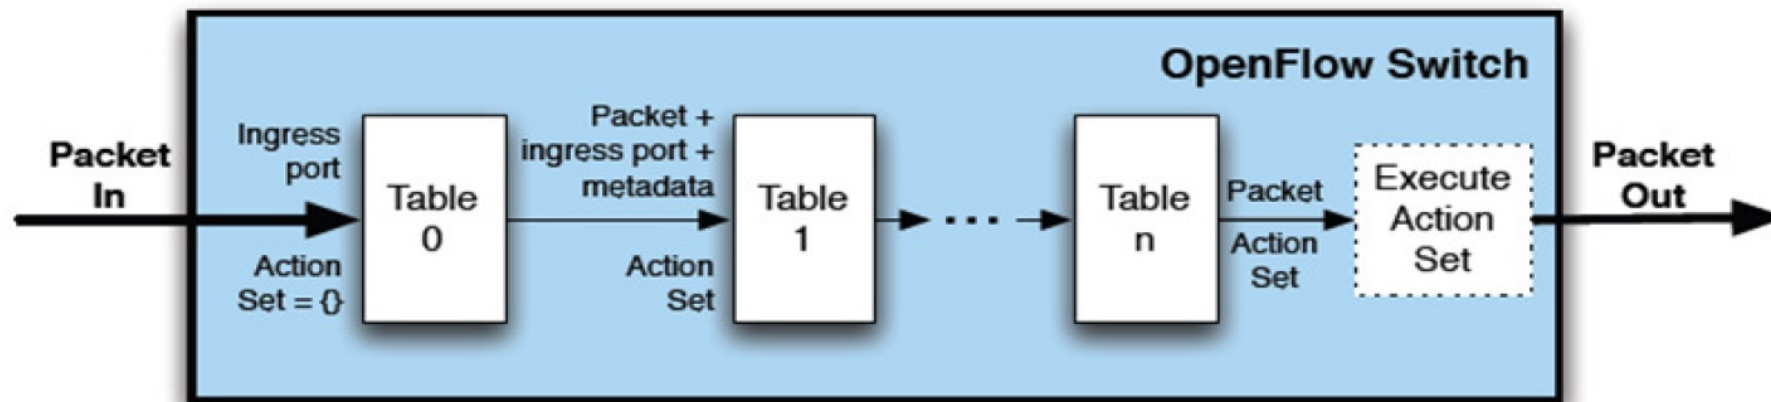 OpenFlow Switch
Packet
In
Ingress
port
Action
Set = {}
Table
0
Packet +
ingress port +
metadata
Action
Set
Table
1
...
Table
n
Packet
Action
Set
Execute
Action
Set
Packet
Out